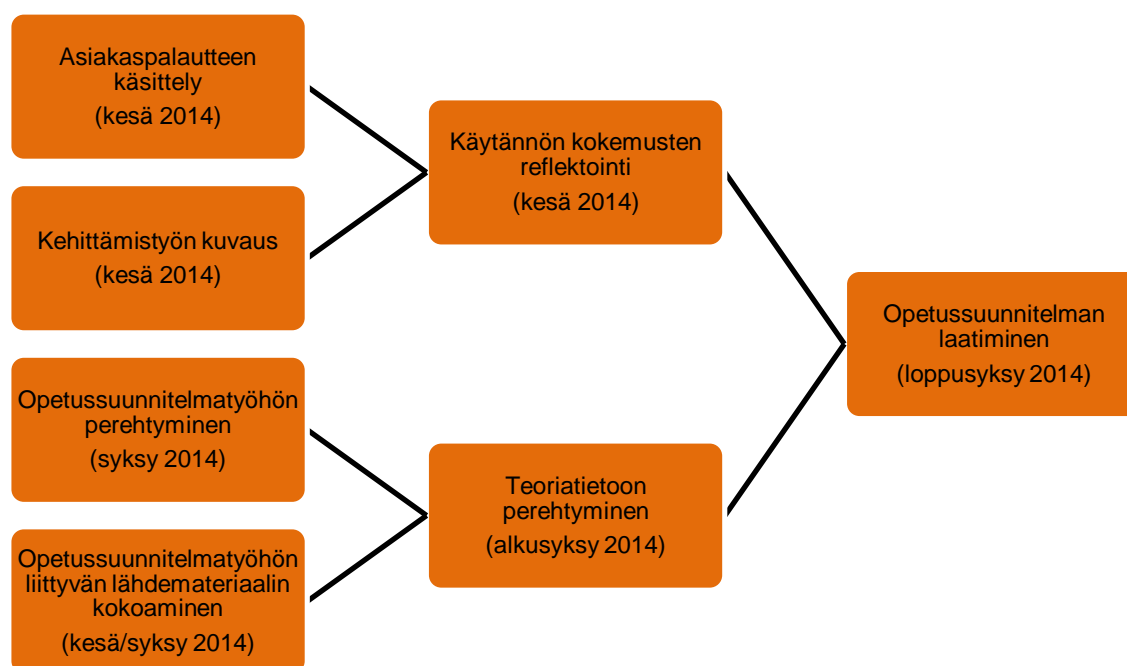 Asiakaspalautteen
käsittely
(kesä 2014)
Kehittämistyön kuvaus
(kesä 2014)
Opetussuunnitelmatyöhön
perehtyminen
(syksy 2014)
Opetussuunnitelmatyöhön
liittyvän lähdemateriaalin
kokoaminen
(kesä/syksy 2014)
Käytännön kokemusten
reflektointi
(kesä 2014)
Teoriatietoon
perehtyminen
(alkusyksy 2014)
Opetussuunnitelman
laatiminen
(loppusyksy 2014)